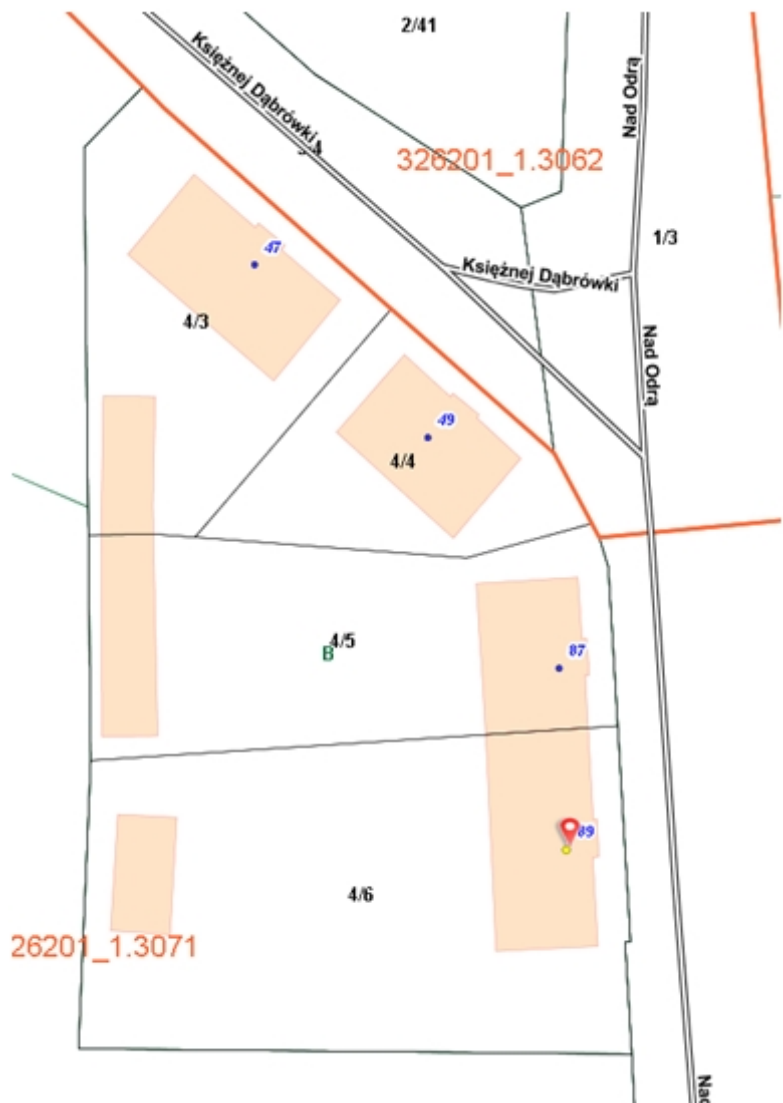 2/41
Księżnej Dąbrówki
Nad Odrą
326201_1.3062
1/3
47
Księżnej Dąbrówki
4/3
Nad Odrą
49
4/4
4/5
B
87
89
4/6
26201_1.3071